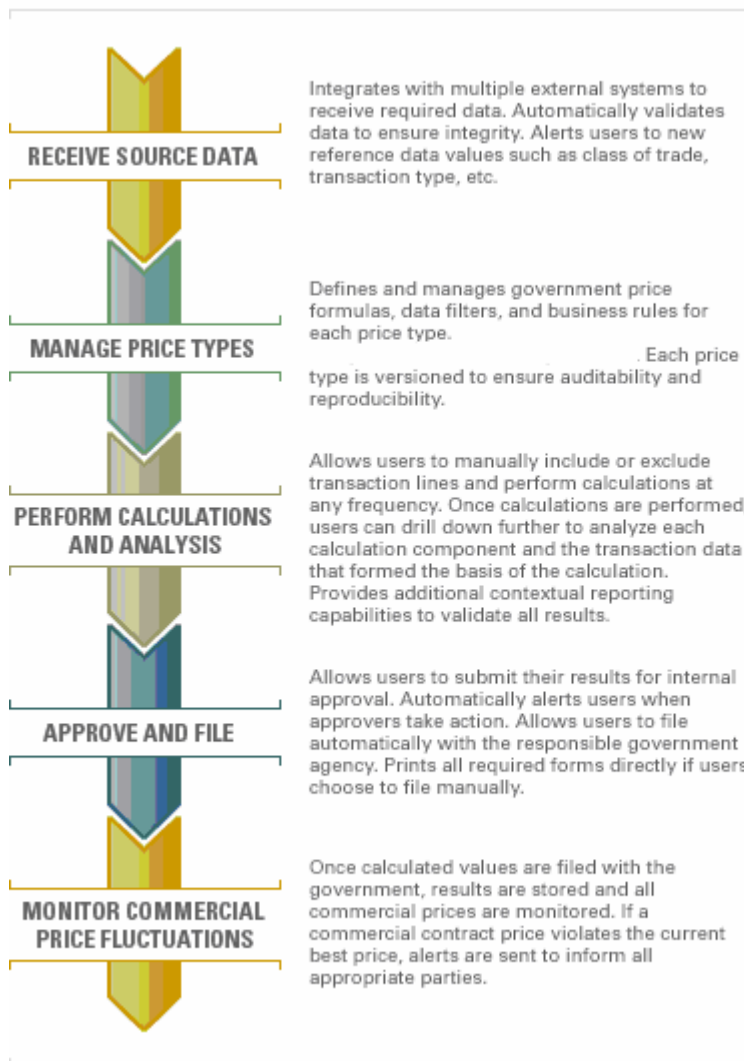 Integrates with multiple external systems to
receive required data. Automatically validates
data to ensure integrity. Alerts users to new
reference data values such as class of trade,
transaction type, etc.
RECEIVE SOURCE DATA
Defines and manages government price
formulas, data filters, and business rules for
each price type.
. Each price
type is versioned to ensure auditability and
reproducibility.
MANAGE PRICE TYPES
Allows users to manually include or exclude
transaction lines and perform calculations at
any frequency. Once calculations are performed
users can drill down further to analyze each
calculation component and the transaction data
that formed the basis of the calculation.
Provides additional contextual reporting
capabilities to validate all results.
PERFORM CALCULATIONS
AND ANALYSIS
Allows users to submit their results for internal
approval. Automatically alerts users when
approvers take action. Allows users to file
automatically with the responsible government
agency. Prints all required forms directly if users
choose to file manually.
APPROVE AND FILE
Once calculated values are filed with the
government, results are stored and all
commercial prices are monitored. If a
commercial contract price violates the current
best price, alerts are sent to inform all
appropriate parties.
MONITOR COMMERCIAL
PRICE FLUCTUATIONS